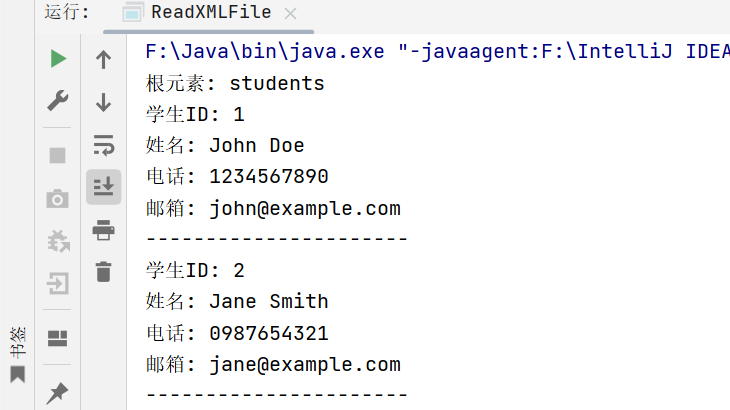 运行: ReadXMLFile
F:\Java\bin\java.exe "-javaagent:F:\IntelliJ IDEA
根元素: students
学生ID: 1
姓名: John Doe
电话: 1234567890
邮箱: john@example.com
-----------------------
学生ID: 2
姓名: Jane Smith
电话: 0987654321
邮箱: jane@example.com
-----------------------
书签